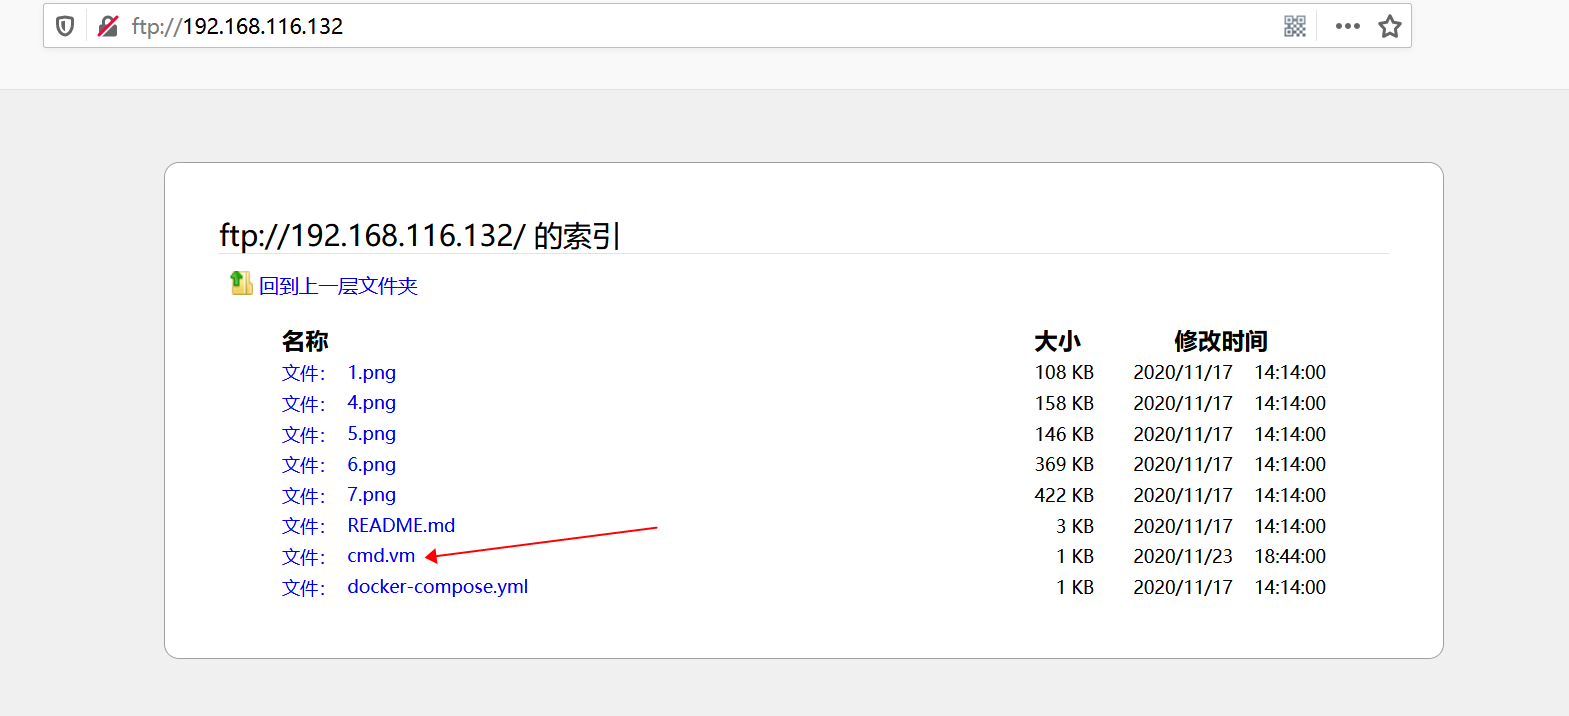 ftp://192.168.116.132
ftp://192.168.116.132/ 的索引
回到上一层文件夹
名称 大小 修改时间
文件： 1.png 108 KB 2020/11/17 14:14:00
文件： 4.png 158 KB 2020/11/17 14:14:00
文件： 5.png 146 KB 2020/11/17 14:14:00
文件： 6.png 369 KB 2020/11/17 14:14:00
文件： 7.png 422 KB 2020/11/17 14:14:00
文件： README.md 3 KB 2020/11/17 14:14:00
文件： cmd.vm 1 KB 2020/11/23 18:44:00
文件： docker-compose.yml 1 KB 2020/11/17 14:14:00